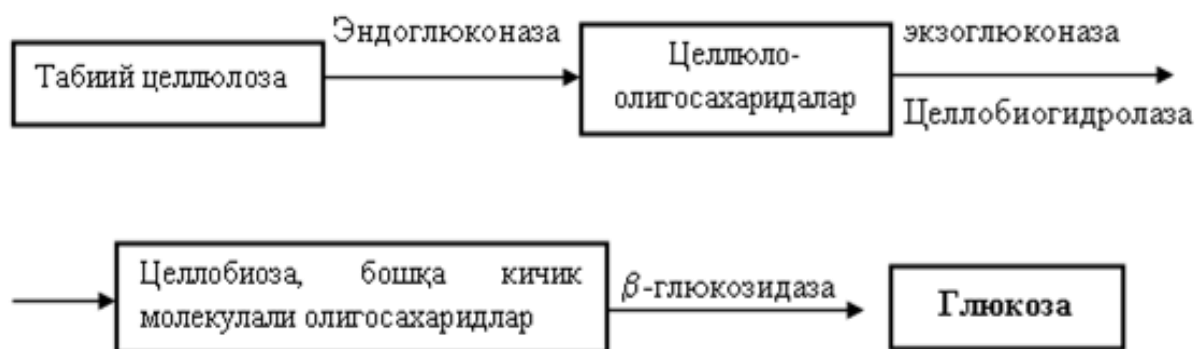 Эндоглюконаза
Табиий целлюлоза
Целлюло-
олигосахаридалар
экзоглюконаза
Целлобиогидролаза
Целлобиоза, бошқа кичик
молекулали олигосахаридлар
β-глюкозидаза
Глюкоза